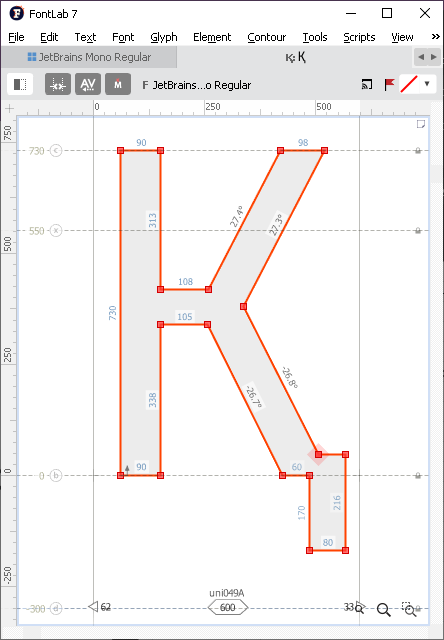 FontLab 7
File Edit Text Font Glyph Element Contour Tools Scripts View »
JetBrains Mono Regular Қ: Қ
F JetBrains...o Regular
0 250 500
750
500
250
0
-250
730 c
550 x
0 b
-300 d
90 98
313
27.4° 27.3°
108
730
105
338
-26.7° -26.8°
90 60
170 216
80
uni049A
62 600 33